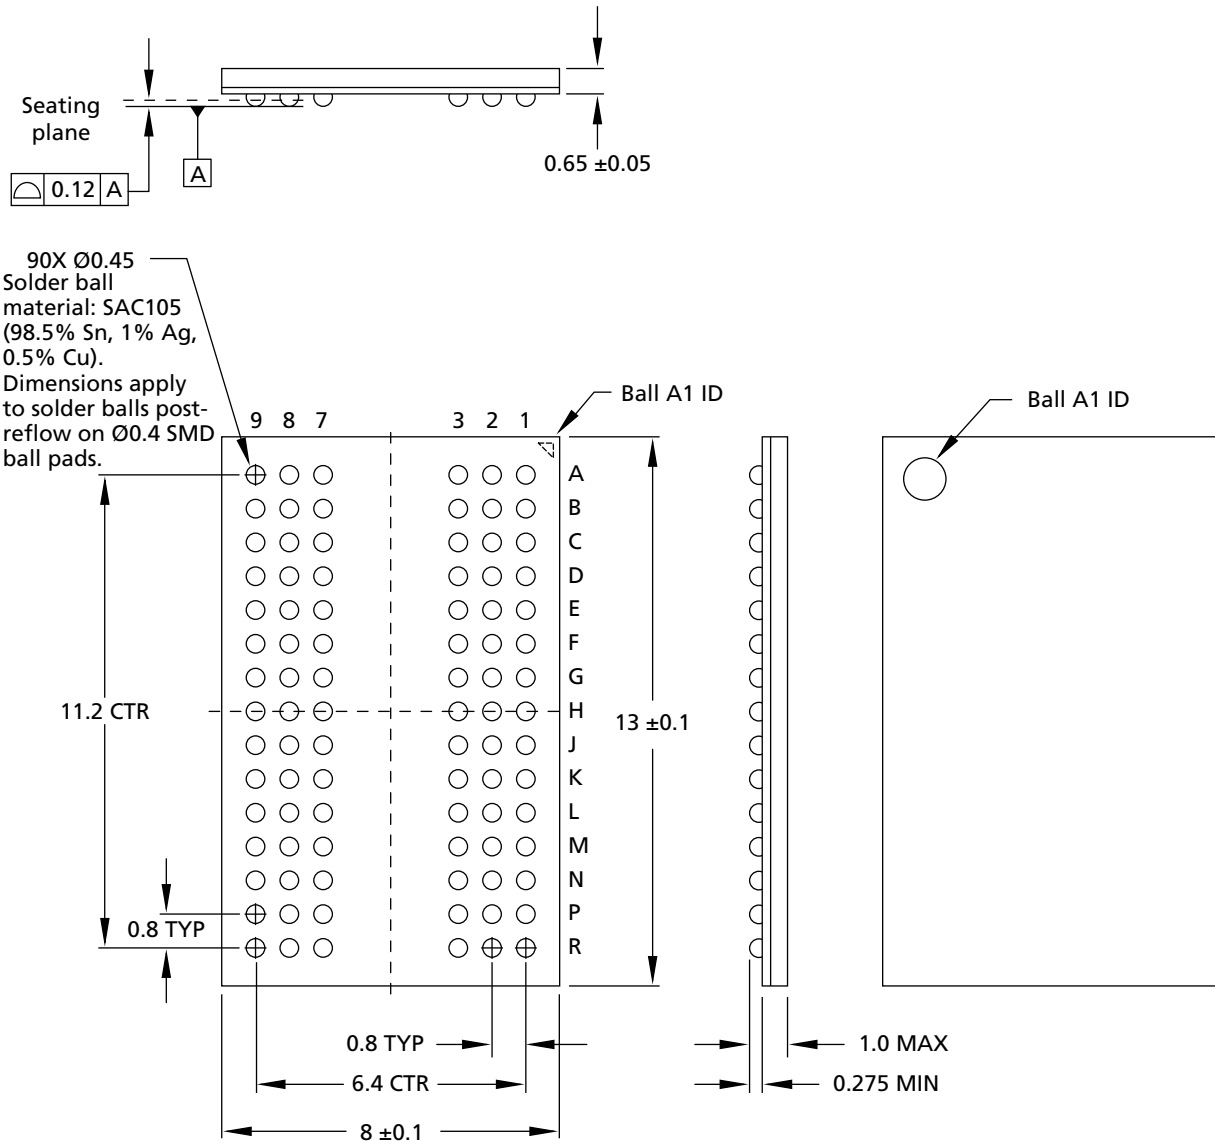 Seating
plane
A
0.12 A
0.65 ±0.05
90X Ø0.45
Solder ball
material: SAC105
(98.5% Sn, 1% Ag,
0.5% Cu).
Dimensions apply
to solder balls post-
reflow on Ø0.4 SMD
ball pads.
Ball A1 ID
Ball A1 ID
9 8 7 3 2 1
A
B
C
D
E
F
G
H
J
K
L
M
N
P
R
11.2 CTR
13 ±0.1
0.8 TYP
0.8 TYP
6.4 CTR
8 ±0.1
1.0 MAX
0.275 MIN